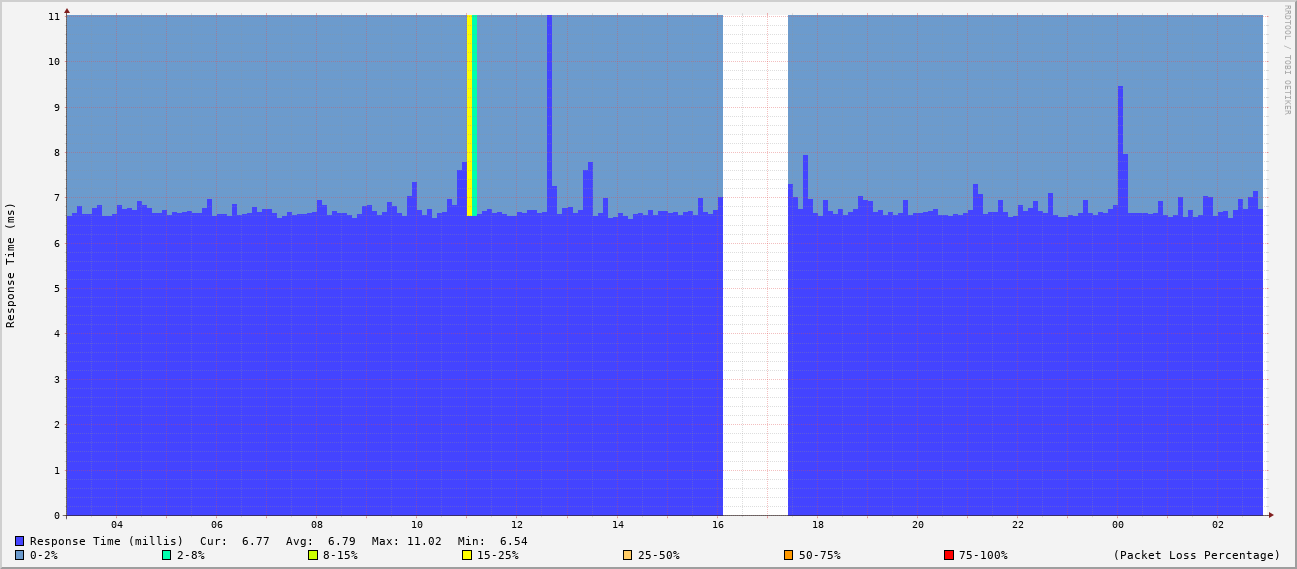 RRDTOOL / TOBI OETIKER
Response Time (ms)
11
10
9
8
7
6
5
4
3
2
1
0
04 06 08 10 12 14 16 18 20 22 00 02
Response Time (millis) Cur: 6.77 Avg: 6.79 Max: 11.02 Min: 6.54
0-2% 2-8% 8-15% 15-25% 25-50% 50-75% 75-100% (Packet Loss Percentage)